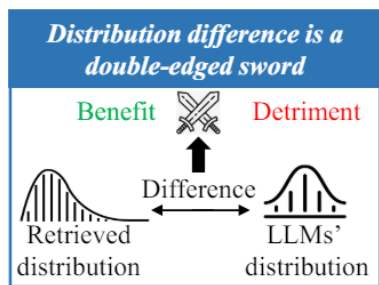 Distribution difference is a
double-edged sword
Benefit
Detriment
Difference
Retrieved
distribution
LLMs'
distribution